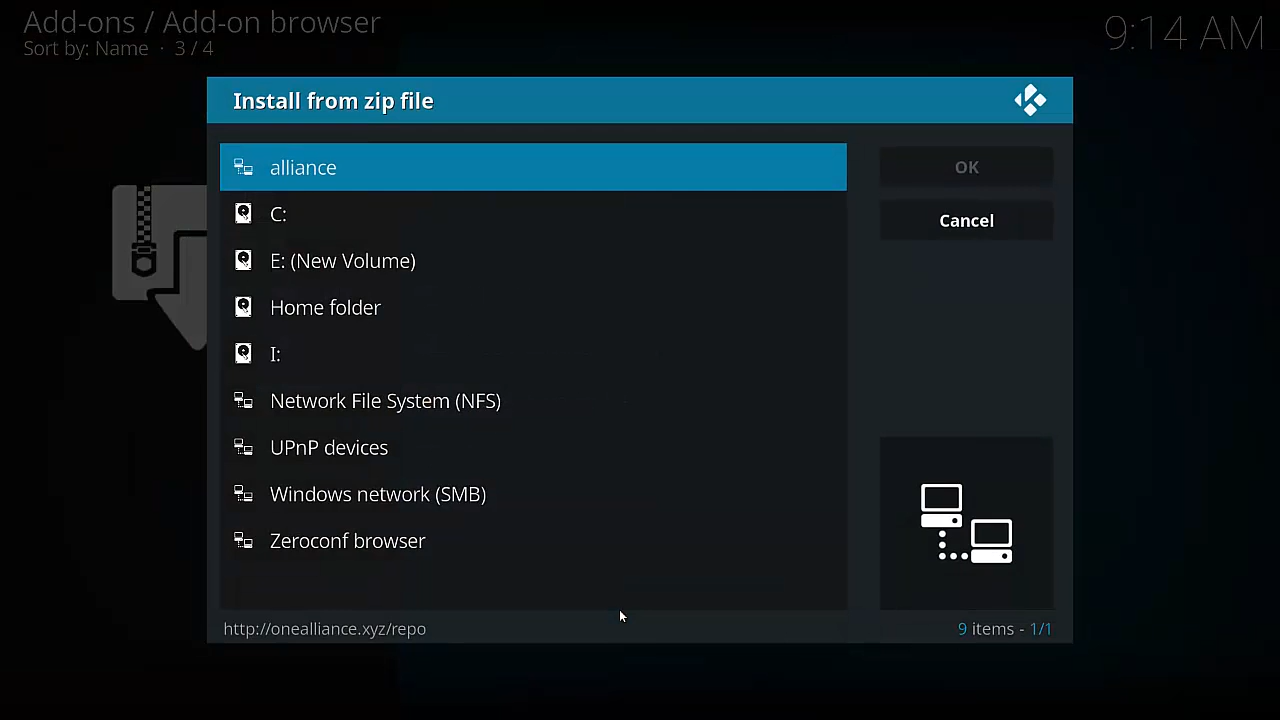 Add-ons / Add-on browser
Sort by: Name · 3 / 4
9:14 AM
Install from zip file
alliance
OK
C:
Cancel
E: (New Volume)
Home folder
I:
Network File System (NFS)
UPnP devices
Windows network (SMB)
Zeroconf browser
http://onealliance.xyz/repo
9 items - 1/1